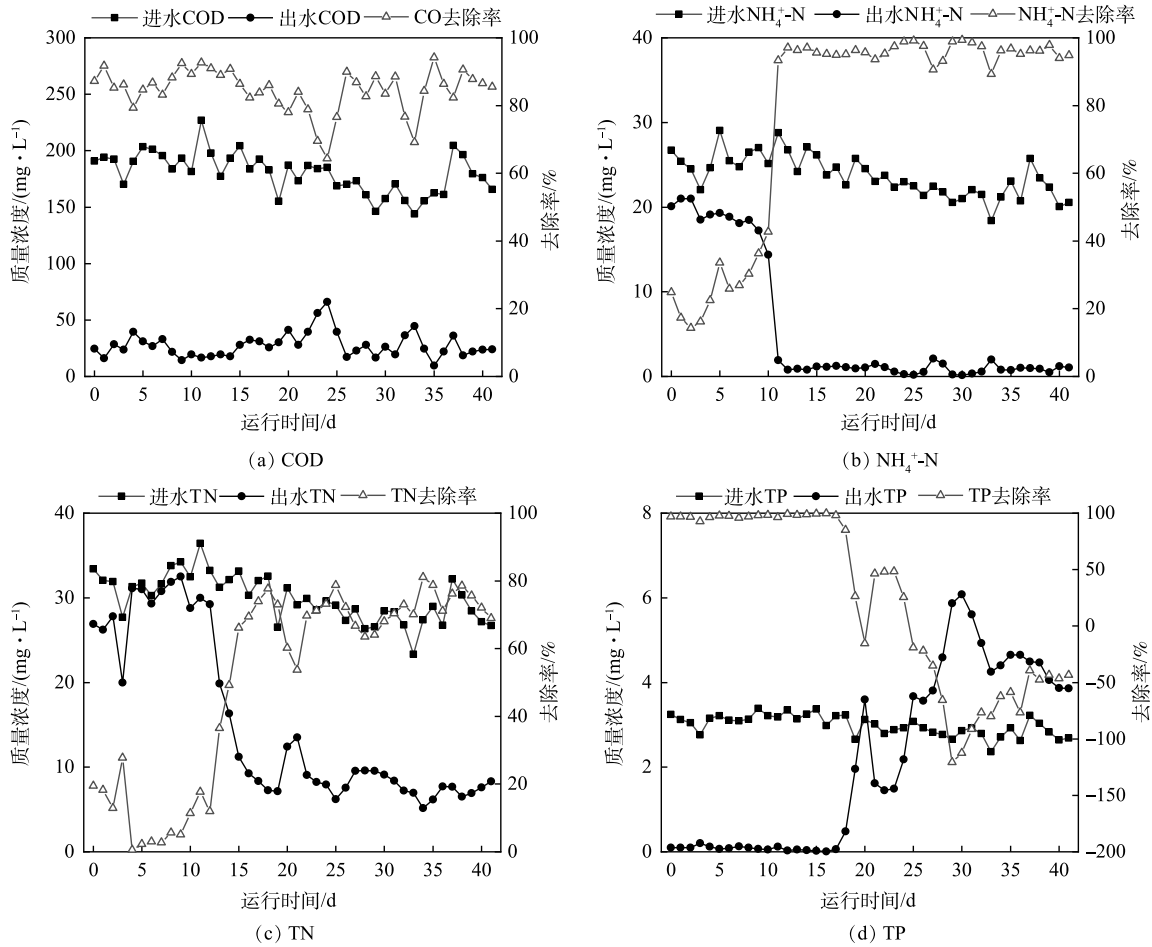 进水COD 出水COD CO去除率
300 100
250 80
200 60
150
100 40
50 20
0 0
质量浓度/(mg·L⁻¹)
去除率/%
0 5 10 15 20 25 30 35 40
运行时间/d
(a) COD
进水NH₄⁺-N 出水NH₄⁺-N NH₄⁺-N去除率
40 100
30 80
20 60
10 40
0 20
0
质量浓度/(mg·L⁻¹)
去除率/%
0 5 10 15 20 25 30 35 40
运行时间/d
(b) NH₄⁺-N
进水TN 出水TN TN去除率
40 100
30 80
20 60
10 40
0 20
0
质量浓度/(mg·L⁻¹)
去除率/%
0 5 10 15 20 25 30 35 40
运行时间/d
(c) TN
进水TP 出水TP TP去除率
8 100
6 50
4 0
2 −50
0 −100
−150
−200
质量浓度/(mg·L⁻¹)
去除率/%
0 5 10 15 20 25 30 35 40
运行时间/d
(d) TP